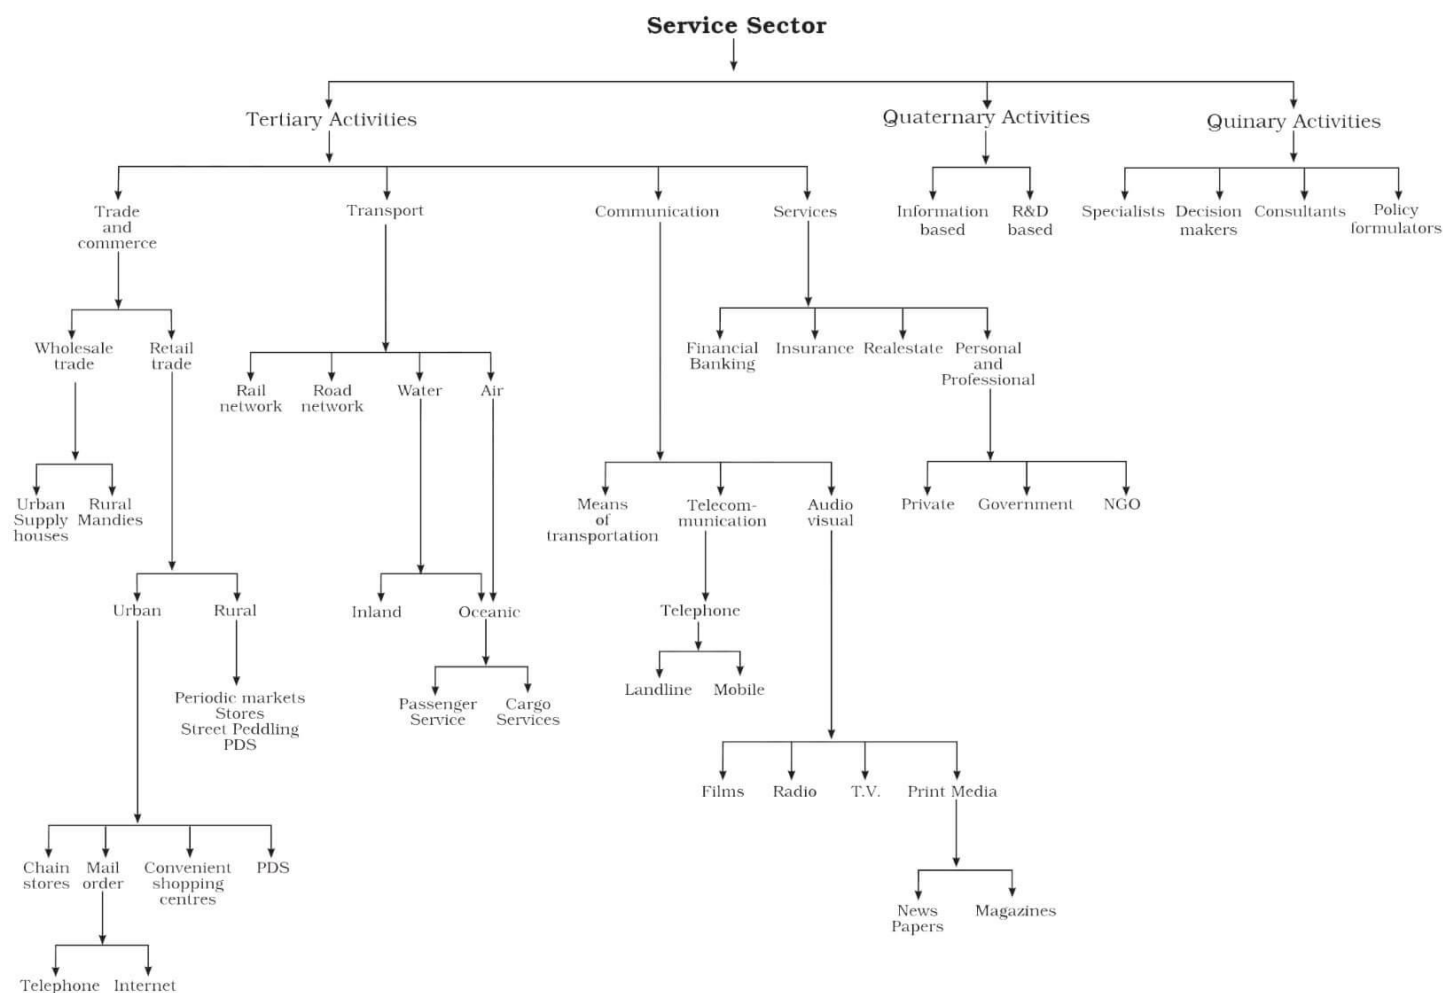 Service Sector
Tertiary Activities
Quaternary Activities
Quinary Activities
Trade
and
commerce
Transport
Communication
Services
Information
based
R&D
based
Specialists
Decision
makers
Consultants
Policy
formulators
Wholesale
trade
Retail
trade
Rail
network
Road
network
Water
Air
Financial
Banking
Insurance
Realestate
Personal
and
Professional
Urban
Supply
houses
Rural
Mandies
Means
of
transportation
Telecom-
munication
Audio
visual
Private
Government
NGO
Urban
Rural
Inland
Oceanic
Telephone
Periodic markets
Stores
Street Peddling
PDS
Passenger
Service
Cargo
Services
Landline
Mobile
Films
Radio
T.V.
Print Media
Chain
stores
Mail
order
Convenient
shopping
centres
PDS
News
Papers
Magazines
Telephone
Internet